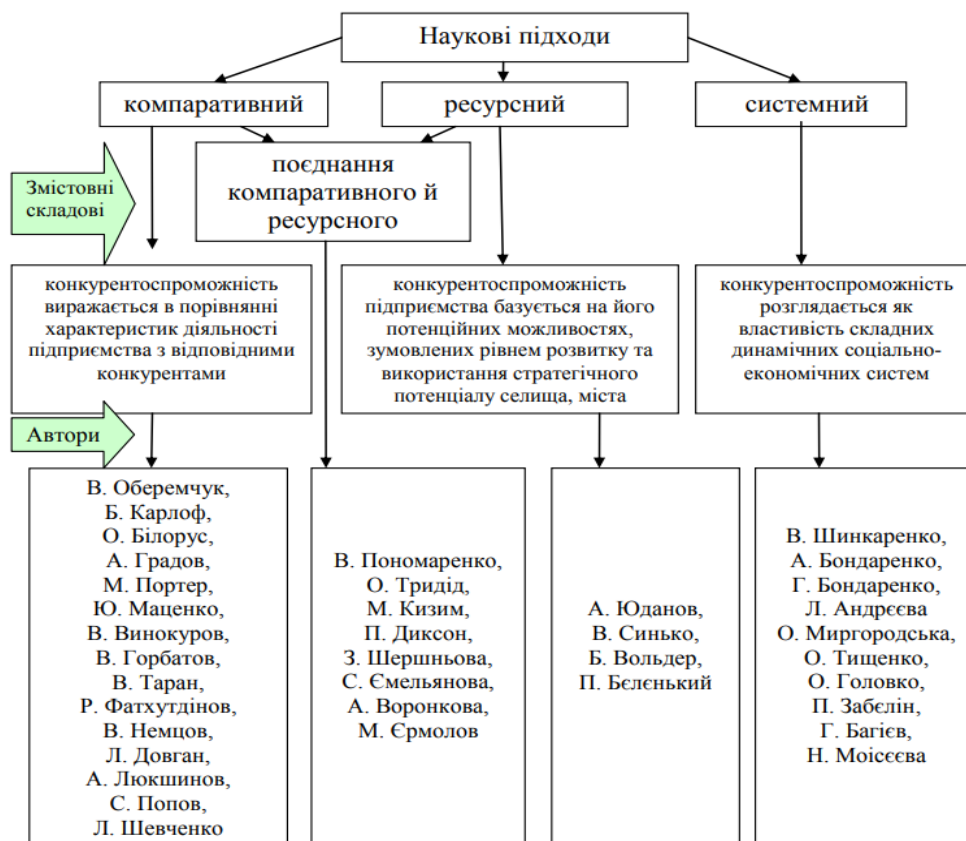 Наукові підходи
компаративний
ресурсний
системний
поєднання
компаративного й
ресурсного
Змістовні
складові
конкурентоспроможність
виражається в порівнянні
характеристик діяльності
підприємства з відповідними
конкурентами
конкурентоспроможність
підприємства базується на його
потенційних можливостях,
зумовлених рівнем розвитку та
використання стратегічного
потенціалу селища, міста
конкурентоспроможність
розглядається як
властивість складних
динамічних соціально-
економічних систем
Автори
В. Оберемчук,
Б. Карлоф,
О. Білорус,
А. Градов,
М. Портер,
Ю. Маценко,
В. Винокуров,
В. Горбатов,
В. Таран,
Р. Фатхутдінов,
В. Немцов,
Л. Довган,
А. Люкшинов,
С. Попов,
Л. Шевченко
В. Пономаренко,
О. Тридід,
М. Кизим,
П. Диксон,
З. Шершньова,
С. Ємельянова,
А. Воронкова,
М. Єрмолов
А. Юданов,
В. Синько,
Б. Вольдер,
П. Бєлєнький
В. Шинкаренко,
А. Бондаренко,
Г. Бондаренко,
Л. Андрєєва
О. Миргородська,
О. Тищенко,
О. Головко,
П. Забєлін,
Г. Багієв,
Н. Моісєєва